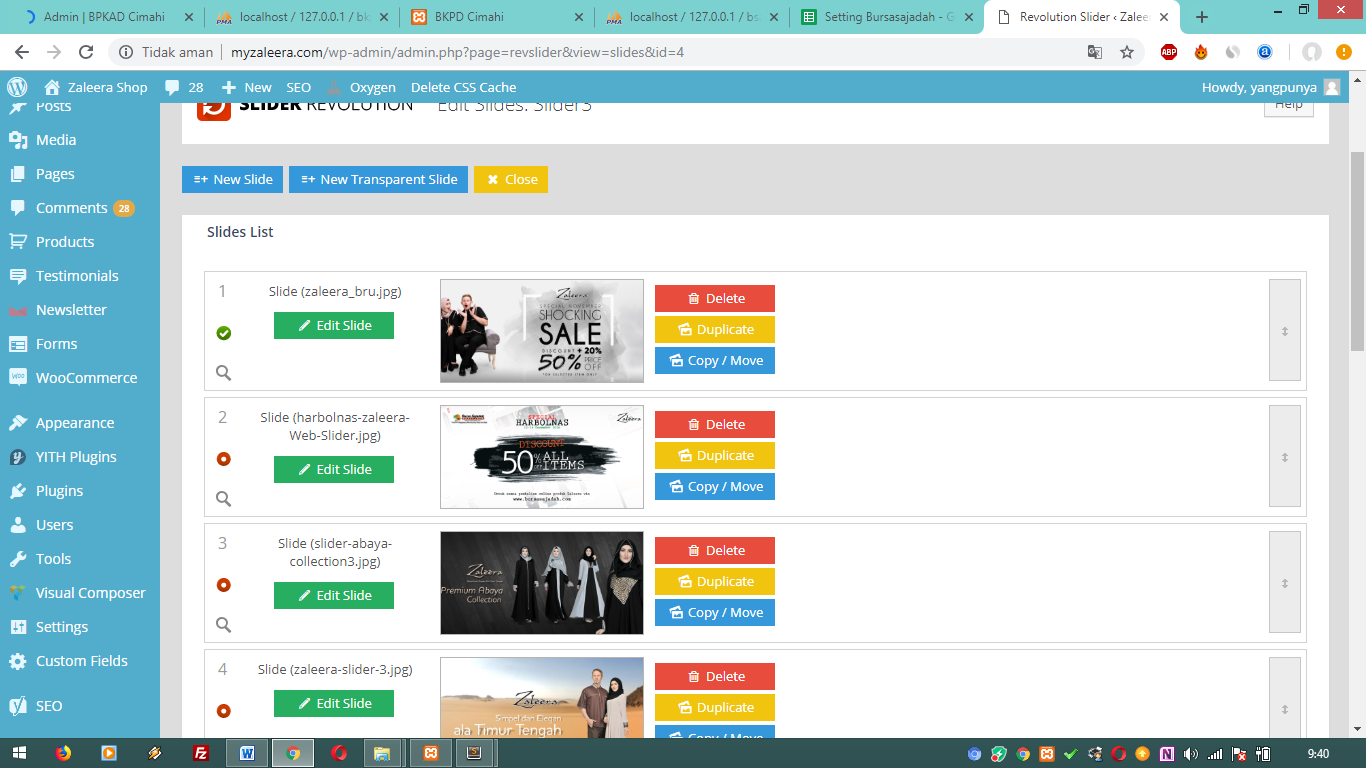 Admin | BPKAD Cimahi
localhost / 127.0.0.1 / bk
BKPD Cimahi
localhost / 127.0.0.1 / bs
Setting Bursasajadah - G
Revolution Slider ‹ Zalee
Tidak aman
myzaleera.com/wp-admin/admin.php?page=revslider&view=slides&id=4
ABP
Zaleera Shop
28
New
SEO
Oxygen
Delete CSS Cache
Howdy, yangpunya
Posts
Media
Pages
Comments 28
Products
Testimonials
Newsletter
Forms
WooCommerce
Appearance
YITH Plugins
Plugins
Users
Tools
Visual Composer
Settings
Custom Fields
SEO
SLIDER REVOLUTION
Edit Slides: Slider3
Help
New Slide
New Transparent Slide
Close
Slides List
1
Slide (zaleera_bru.jpg)
Edit Slide
Zaleera
SPECIAL NOVEMBER
SHOCKING
SALE
DISCOUNT + 20%
50% PRICE OFF
Delete
Duplicate
Copy / Move
2
Slide (harbolnas-zaleera-
Web-Slider.jpg)
Edit Slide
Zaleera
SPECIAL
HARBOLNAS
DISCOUNT
50% ALL
OFF ITEMS
www.bursasajadah.com
Delete
Duplicate
Copy / Move
3
Slide (slider-abaya-
collection3.jpg)
Edit Slide
Zaleera
Premium Abaya
Collection
Delete
Duplicate
Copy / Move
4
Slide (zaleera-slider-3.jpg)
Edit Slide
Zaleera
Simpel dan Elegan
ala Timur Tengah
Delete
Duplicate
Copy / Move
9:40